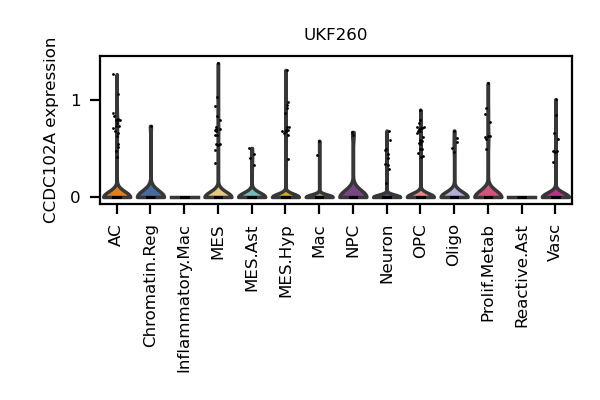 UKF260
CCDC102A expression
1
0
AC
Chromatin.Reg
Inflammatory.Mac
MES
MES.Ast
MES.Hyp
Mac
NPC
Neuron
OPC
Oligo
Prolif.Metab
Reactive.Ast
Vasc